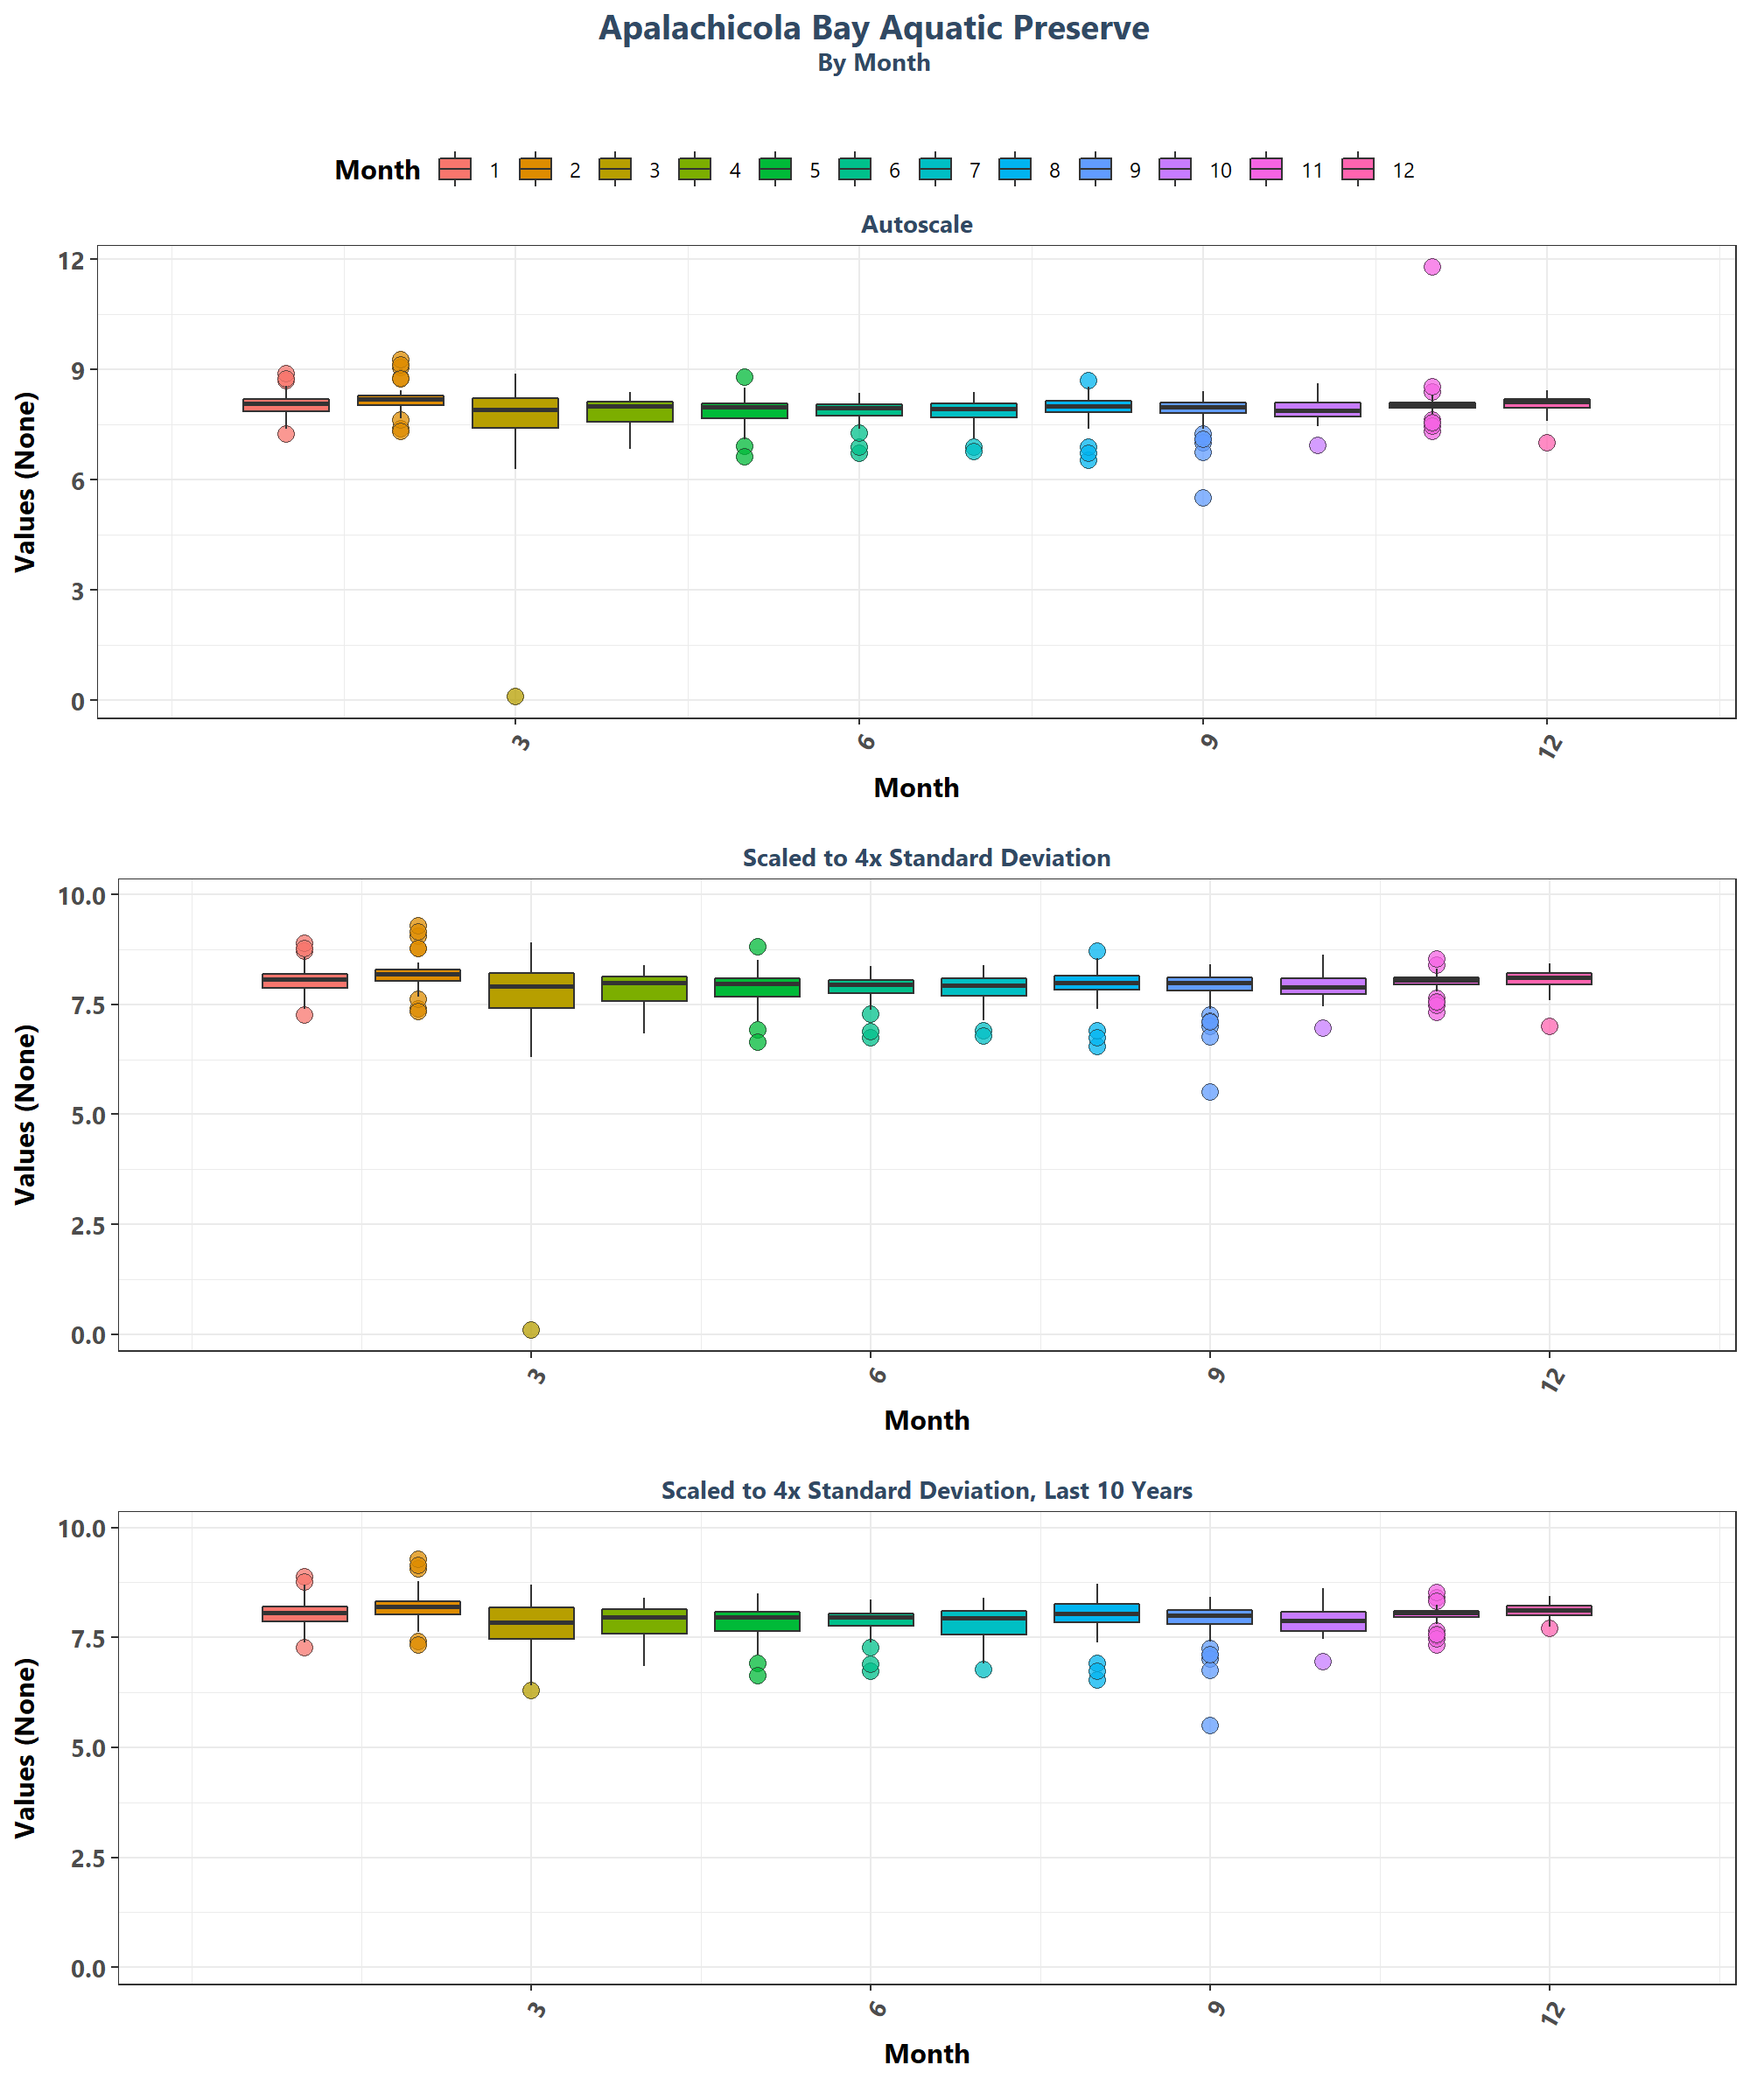 Apalachicola Bay Aquatic Preserve
By Month
Month 1 2 3 4 5 6 7 8 9 10 11 12
Autoscale
Values (None)
12
9
6
3
0
3 6 9 12
Month
Scaled to 4x Standard Deviation
Values (None)
10.0
7.5
5.0
2.5
0.0
3 6 9 12
Month
Scaled to 4x Standard Deviation, Last 10 Years
Values (None)
10.0
7.5
5.0
2.5
0.0
3 6 9 12
Month